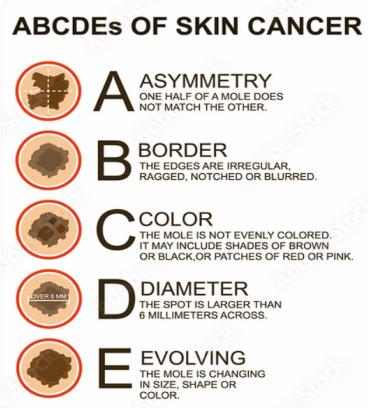 ABCDEs OF SKIN CANCER
A ASYMMETRY
ONE HALF OF A MOLE DOES
NOT MATCH THE OTHER.
B BORDER
THE EDGES ARE IRREGULAR,
RAGGED, NOTCHED OR BLURRED.
C COLOR
THE MOLE IS NOT EVENLY COLORED.
IT MAY INCLUDE SHADES OF BROWN
OR BLACK,OR PATCHES OF RED OR PINK.
OVER 6 MM
D DIAMETER
THE SPOT IS LARGER THAN
6 MILLIMETERS ACROSS.
E EVOLVING
THE MOLE IS CHANGING
IN SIZE, SHAPE OR
COLOR.
Adobe Stock